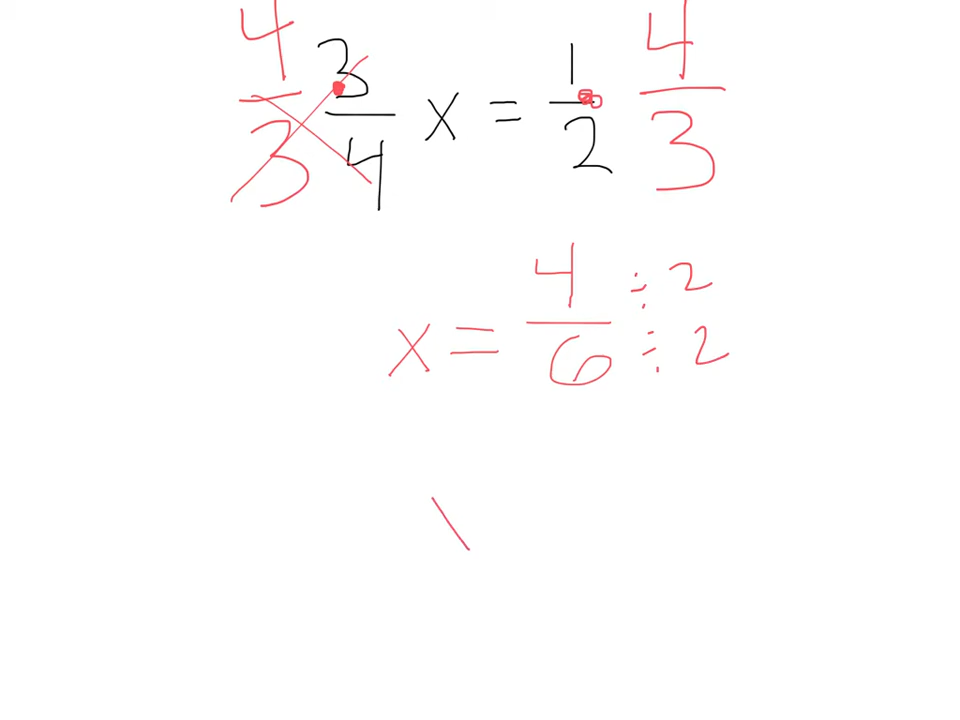 4/3 · 3/4 x = 1/2 · 4/3
x = 4/6 ÷ 2 ÷ 2